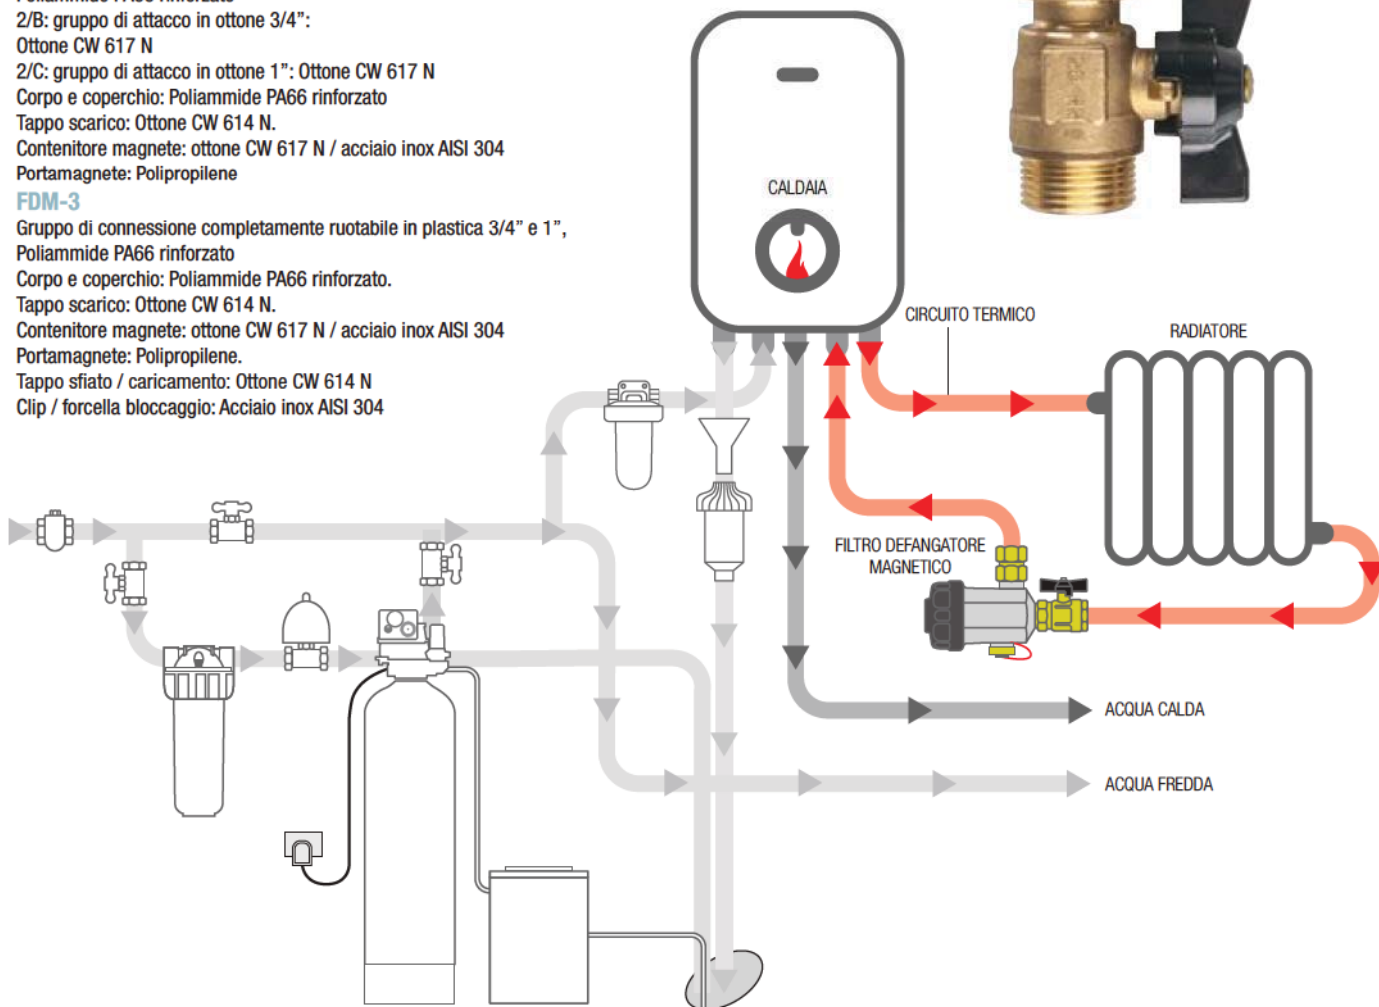 2/B: gruppo di attacco in ottone 3/4”:
Ottone CW 617 N
2/C: gruppo di attacco in ottone 1”: Ottone CW 617 N
Corpo e coperchio: Poliammide PA66 rinforzato
Tappo scarico: Ottone CW 614 N.
Contenitore magnete: ottone CW 617 N / acciaio inox AISI 304
Portamagnete: Polipropilene
FDM-3
Gruppo di connessione completamente ruotabile in plastica 3/4” e 1”,
Poliammide PA66 rinforzato
Corpo e coperchio: Poliammide PA66 rinforzato.
Tappo scarico: Ottone CW 614 N.
Contenitore magnete: ottone CW 617 N / acciaio inox AISI 304
Portamagnete: Polipropilene.
Tappo sfiato / caricamento: Ottone CW 614 N
Clip / forcella bloccaggio: Acciaio inox AISI 304
CALDAIA
CIRCUITO TERMICO
RADIATORE
FILTRO DEFANGATORE
MAGNETICO
ACQUA CALDA
ACQUA FREDDA